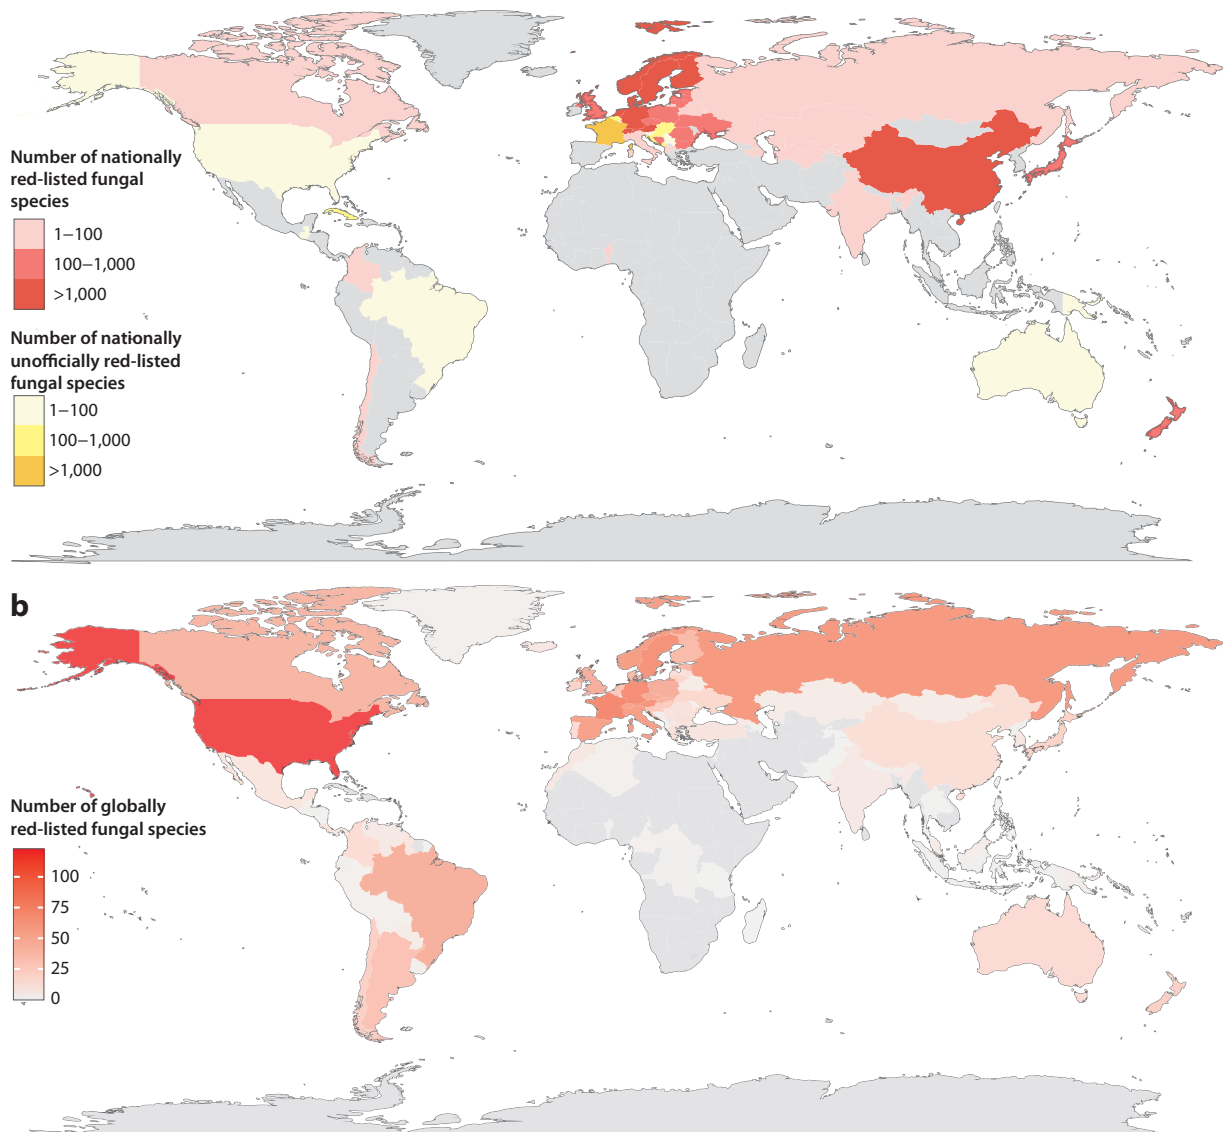 Number of nationally
red-listed fungal
species
1–100
100–1,000
>1,000
Number of nationally
unofficially red-listed
fungal species
1–100
100–1,000
>1,000
b
Number of globally
red-listed fungal species
100
75
50
25
0